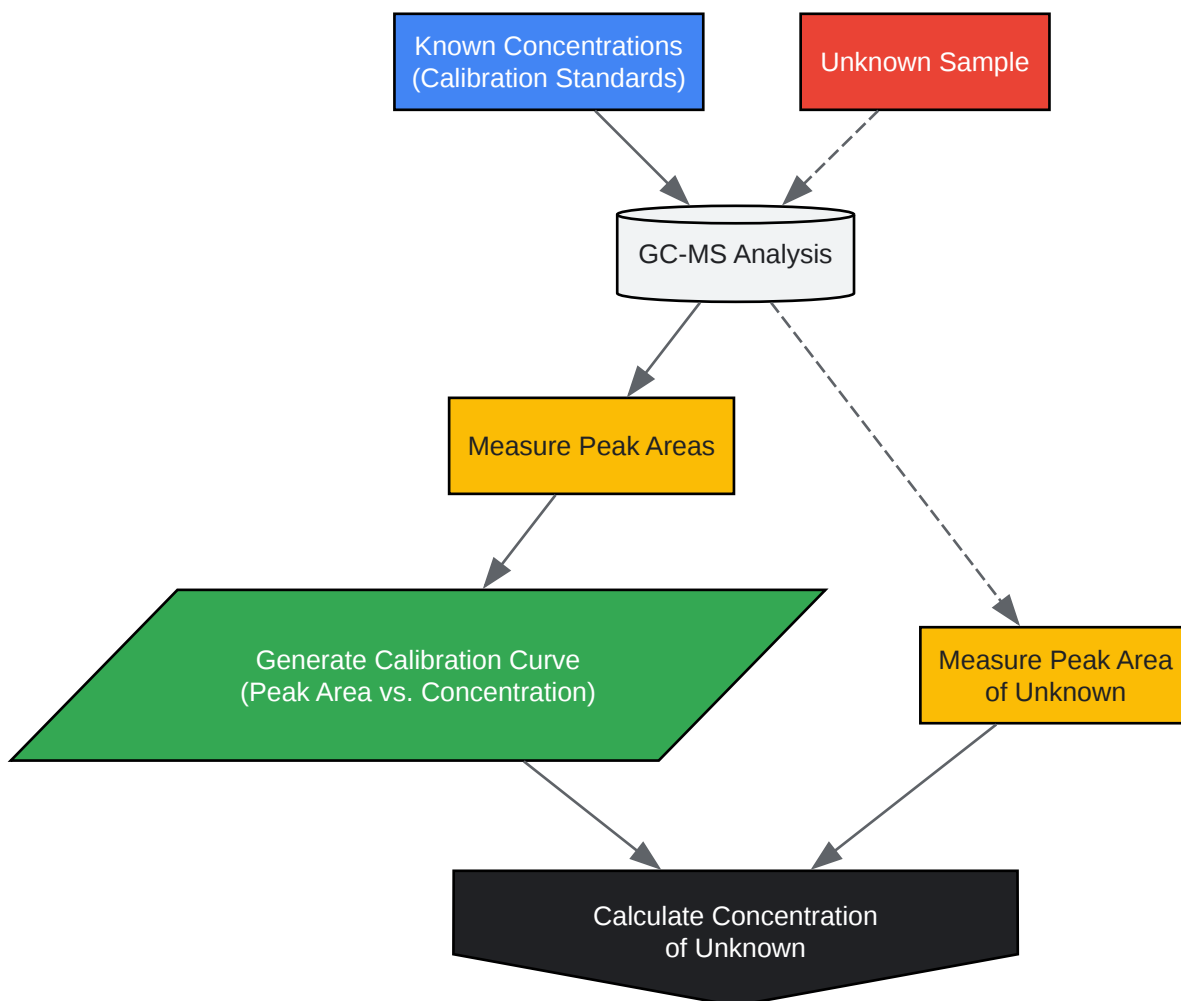 Known Concentrations
(Calibration Standards)
Unknown Sample
GC-MS Analysis
Measure Peak Areas
Generate Calibration Curve
(Peak Area vs. Concentration)
Measure Peak Area
of Unknown
Calculate Concentration
of Unknown